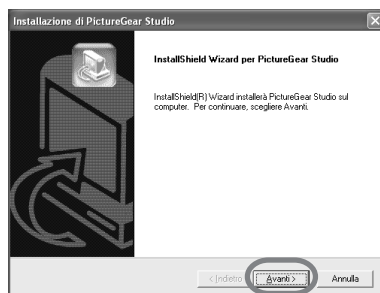 Installazione di PictureGear Studio
InstallShield Wizard per PictureGear Studio
InstallShield(R) Wizard installerà PictureGear Studio sul
computer. Per continuare, scegliere Avanti.
< Indietro
Avanti >
Annulla